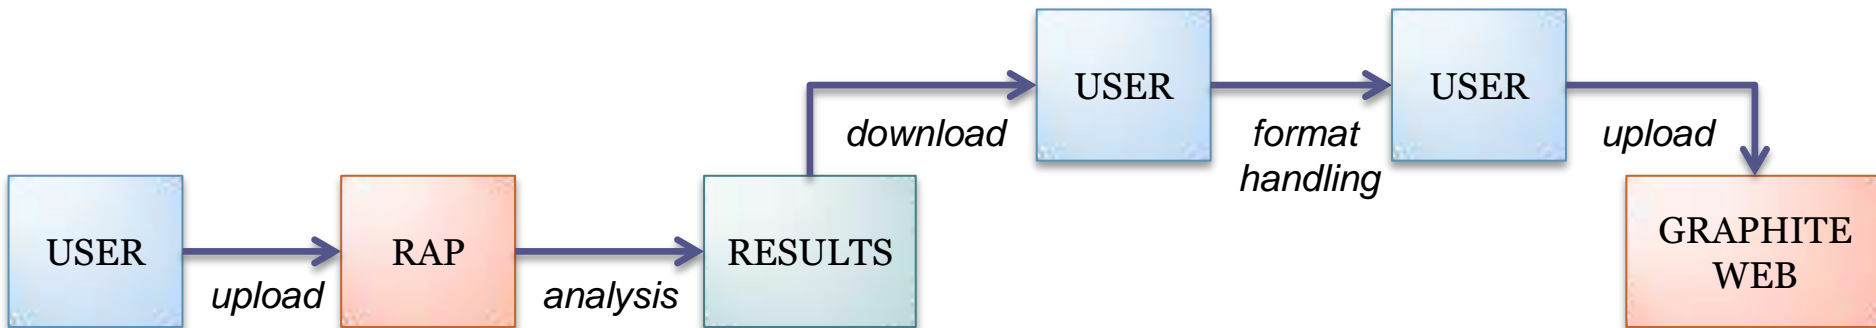 USER
upload
RAP
analysis
RESULTS
download
USER
format
handling
USER
upload
GRAPHITE
WEB